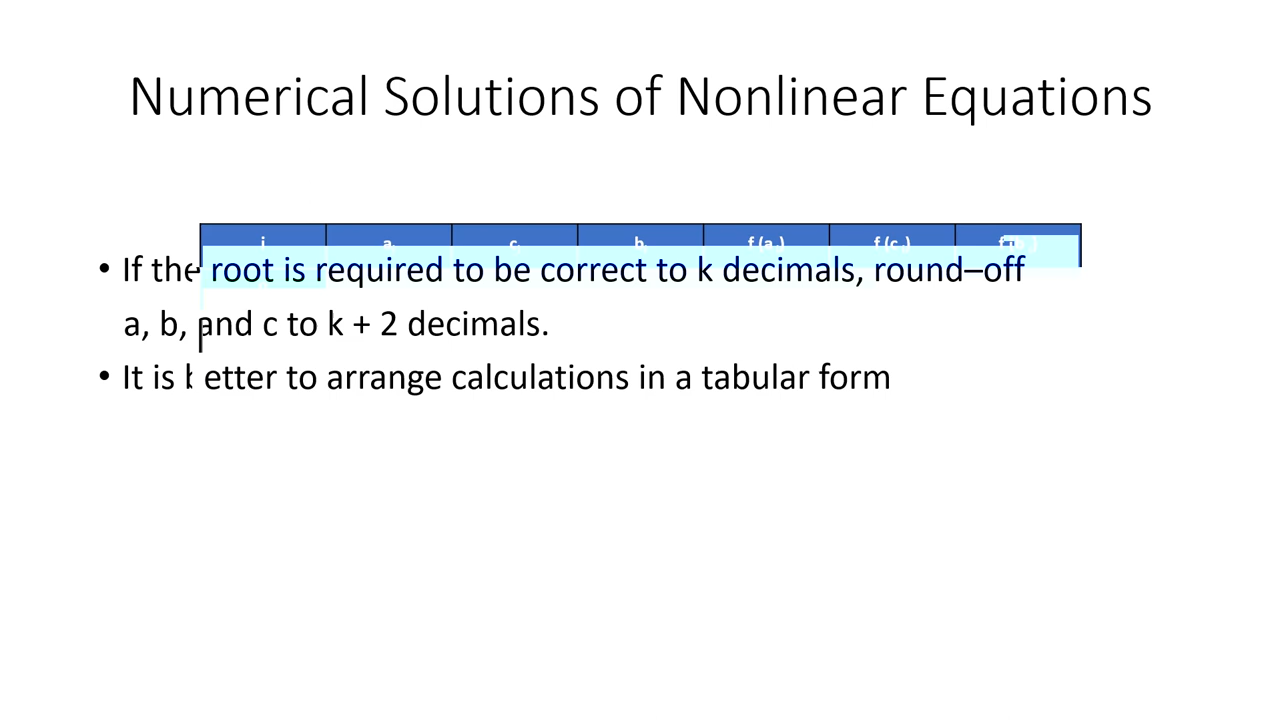 Numerical Solutions of Nonlinear Equations
i a c b f (a ) f (c )
• If the root is required to be correct to k decimals, round–off
a, b, and c to k + 2 decimals.
• It is better to arrange calculations in a tabular form